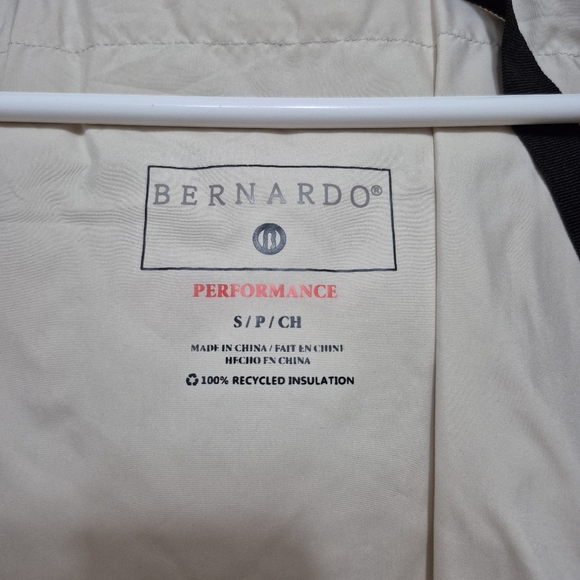 BERNARDO®
PERFORMANCE
S / P / CH
MADE IN CHINA / FAIT EN CHINE
HECHO EN CHINA
♻ 100% RECYCLED INSULATION